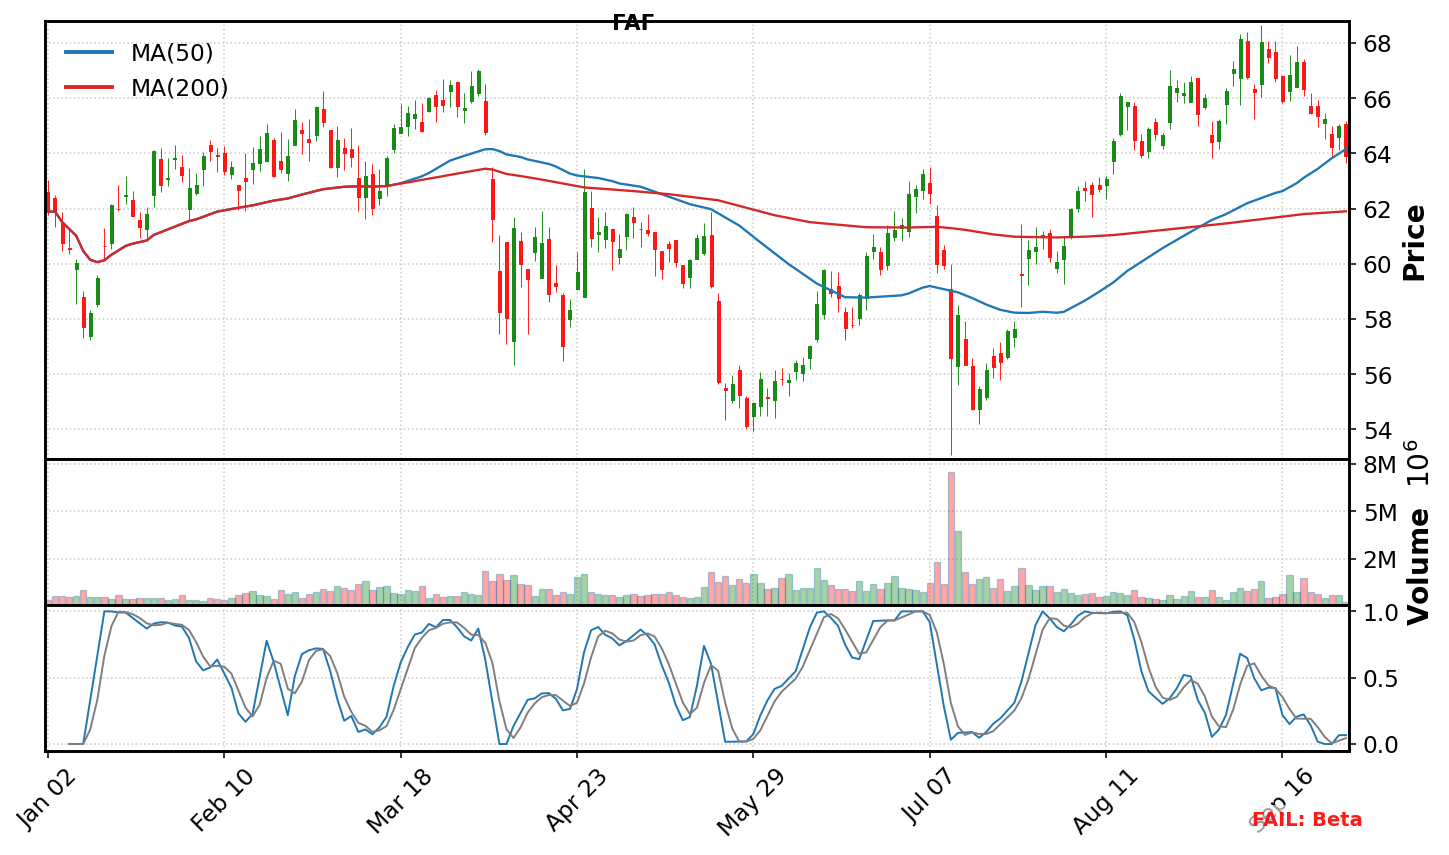 FAF
MA(50)
MA(200)
68
66
64
62
60
58
56
54
Price
8M
5M
2M
Volume 10^6
1.0
0.5
0.0
Jan 02
Feb 10
Mar 18
Apr 23
May 29
Jul 07
Aug 11
Sep 16
FAIL: Beta